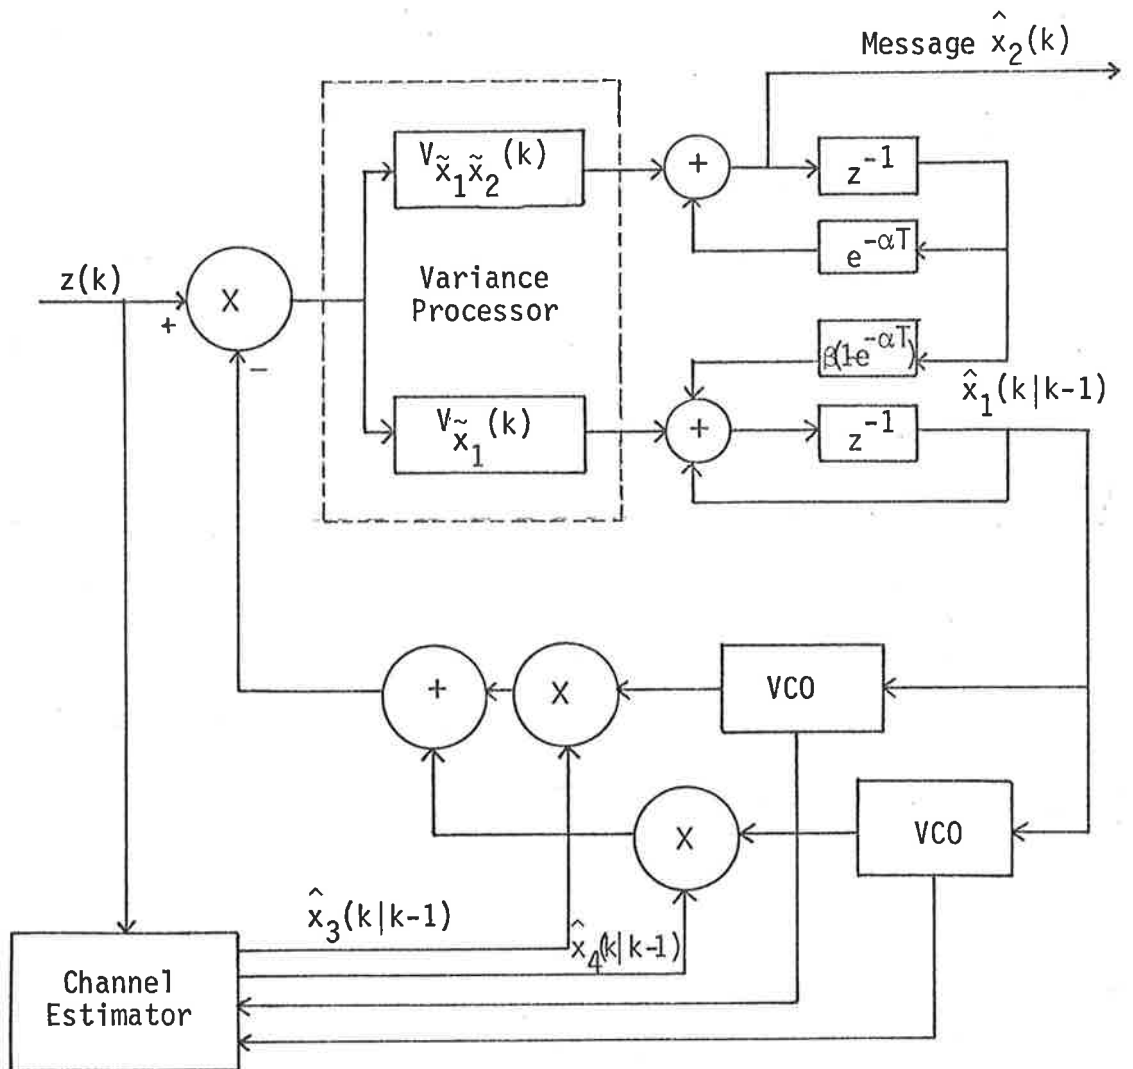 Message x̂₂(k)
V x̃₁x̃₂ (k)
+
z⁻¹
e^-αT
z(k)
+
X
−
Variance
Processor
β(1-e^-αT)
x̂₁(k|k-1)
V x̃₁ (k)
+
z⁻¹
+
X
VCO
X
VCO
x̂₃(k|k-1)
x̂₄(k|k-1)
Channel
Estimator